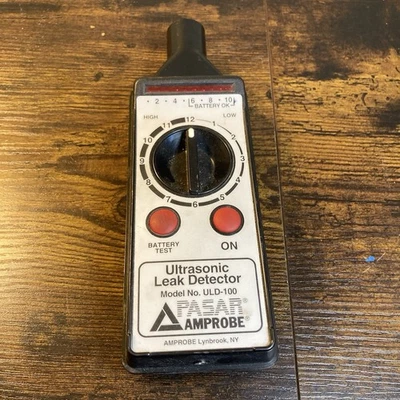 · 2 · 4 · 6 · 8 · 10
BATTERY OK
HIGH LOW
12
11 1
10 2
9 3
8 4
7 5
6
BATTERY TEST
ON
Ultrasonic
Leak Detector
Model No. ULD-100
PASAR®
AMPROBE
AMPROBE Lynbrook, NY